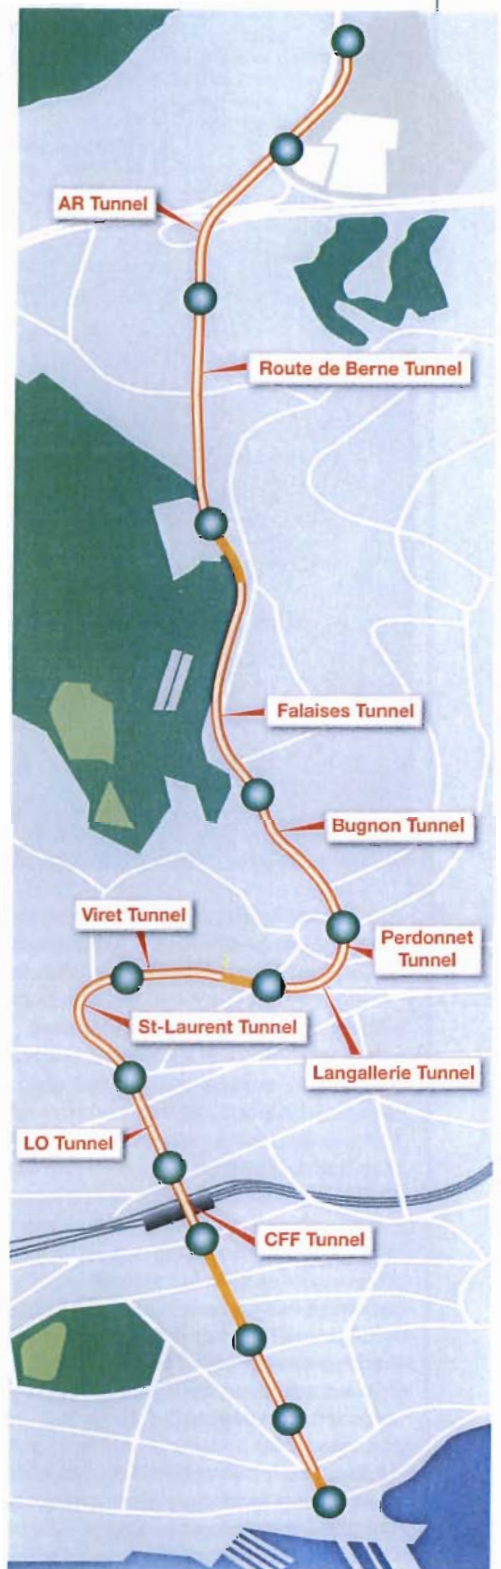 AR Tunnel
Route de Berne Tunnel
Falaises Tunnel
Bugnon Tunnel
Viret Tunnel
Perdonnet
Tunnel
St-Laurent Tunnel
Langallerie Tunnel
LO Tunnel
CFF Tunnel